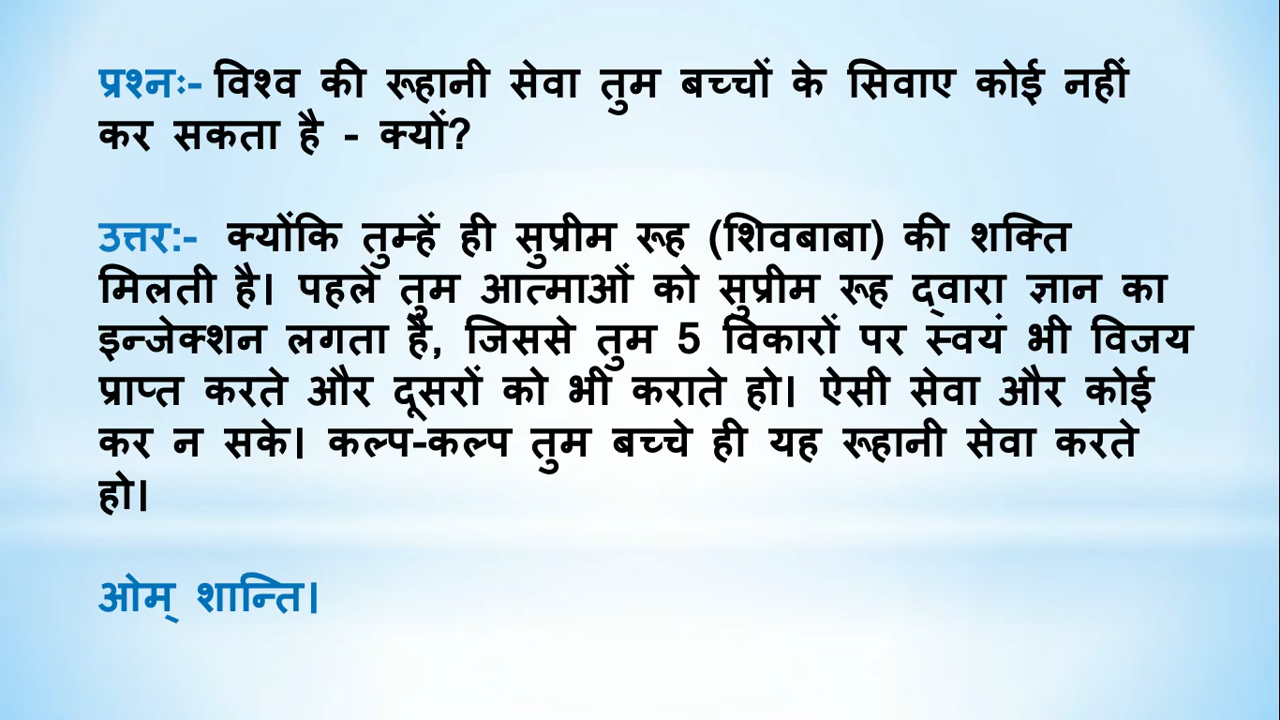 प्रश्नः- विश्व की रूहानी सेवा तुम बच्चों के सिवाए कोई नहीं
कर सकता है - क्यों?
उत्तर:- क्योंकि तुम्हें ही सुप्रीम रूह (शिवबाबा) की शक्ति
मिलती है। पहले तुम आत्माओं को सुप्रीम रूह द्वारा ज्ञान का
इन्जेक्शन लगता है, जिससे तुम 5 विकारों पर स्वयं भी विजय
प्राप्त करते और दूसरों को भी कराते हो। ऐसी सेवा और कोई
कर न सके। कल्प-कल्प तुम बच्चे ही यह रूहानी सेवा करते
हो।
ओम् शान्ति।